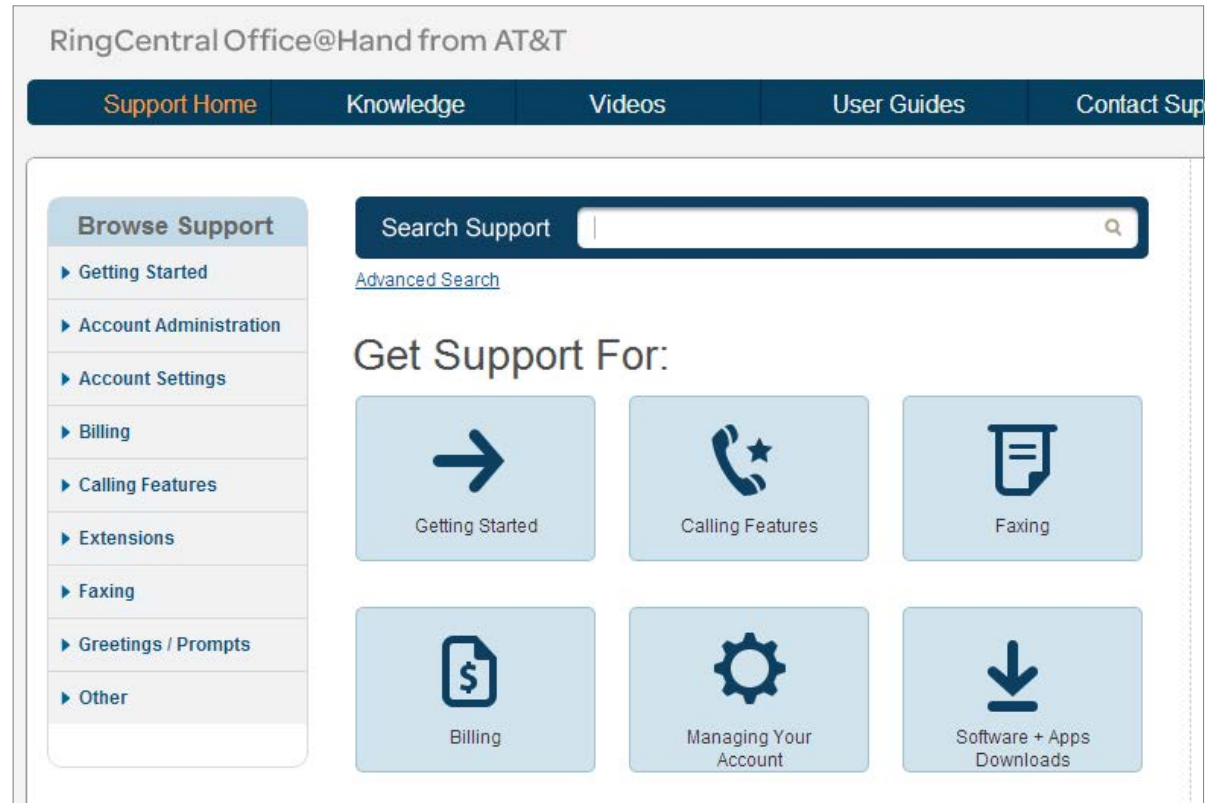 RingCentral Office@Hand from AT&T
Support Home Knowledge Videos User Guides Contact Sup
Browse Support
Getting Started
Account Administration
Account Settings
Billing
Calling Features
Extensions
Faxing
Greetings / Prompts
Other
Search Support
Advanced Search
Get Support For:
Getting Started
Calling Features
Faxing
Billing
Managing Your
Account
Software + Apps
Downloads